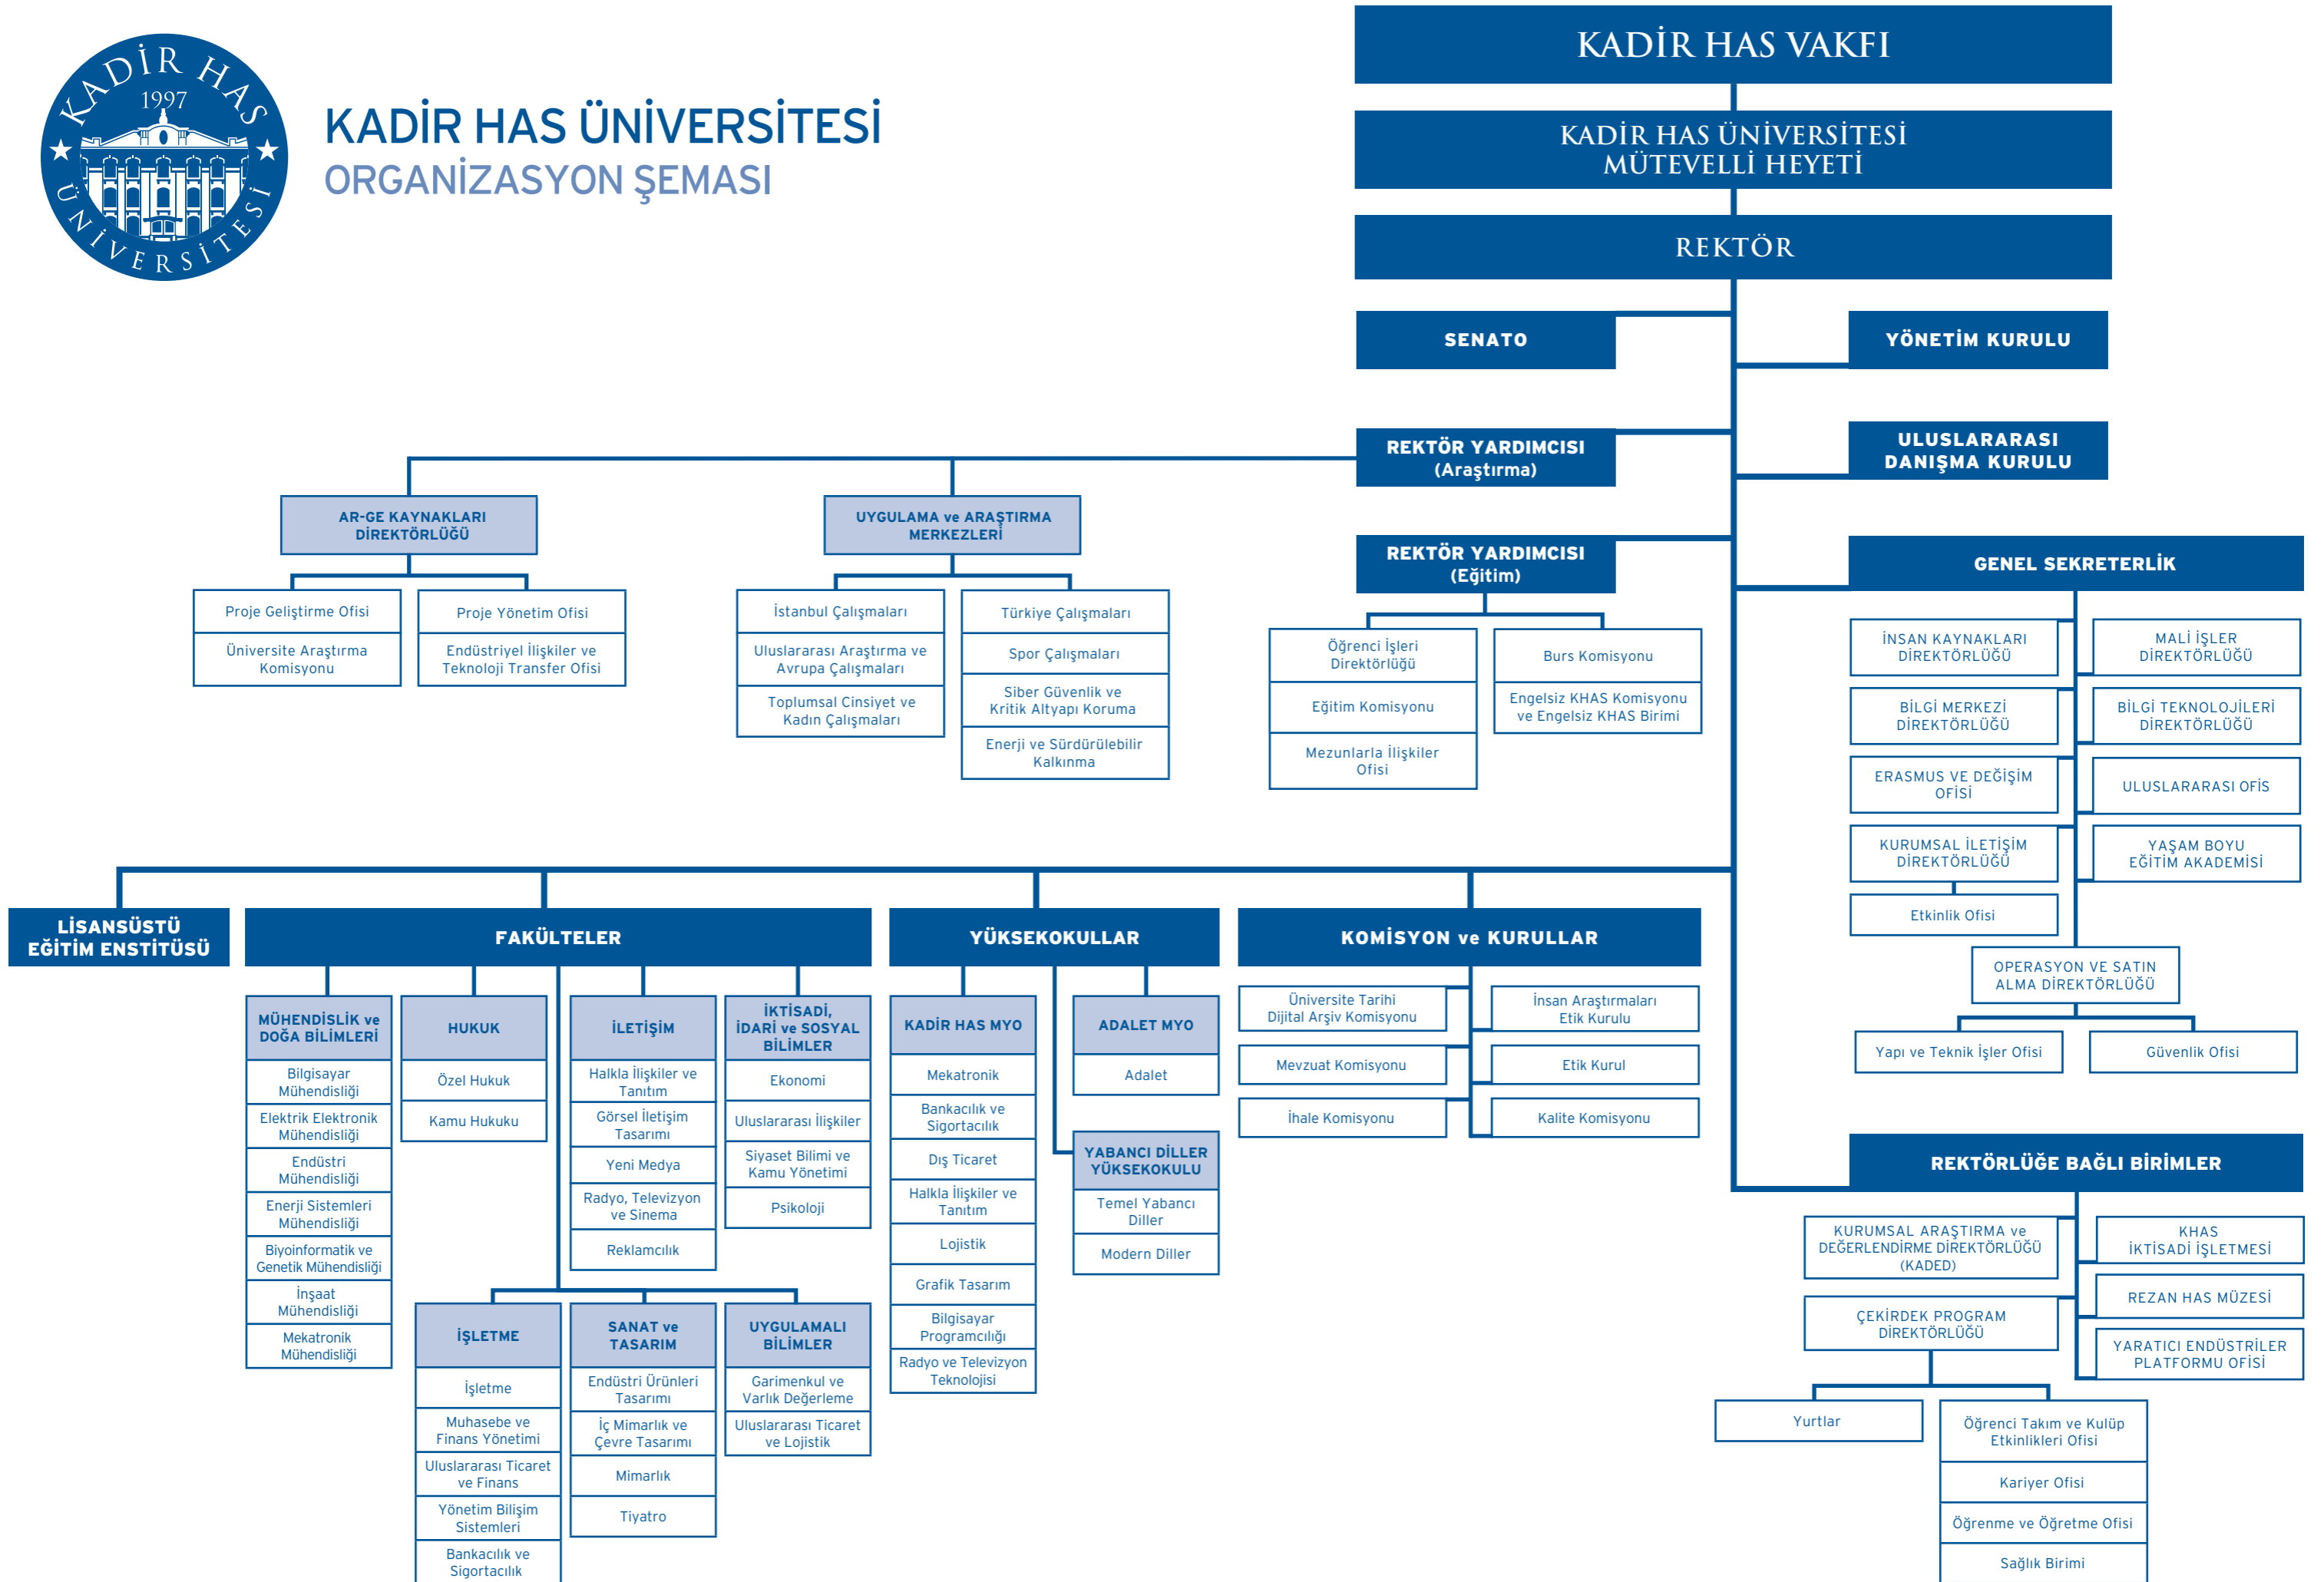 KADİR HAS
1997
ÜNİVERSİTESİ
KADİR HAS ÜNİVERSİTESİ
ORGANİZASYON ŞEMASI
KADİR HAS VAKFI
KADİR HAS ÜNİVERSİTESİ
MÜTEVELLİ HEYETİ
REKTÖR
SENATO
YÖNETİM KURULU
REKTÖR YARDIMCISI
(Araştırma)
ULUSLARARASI
DANIŞMA KURULU
AR-GE KAYNAKLARI
DİREKTÖRLÜĞÜ
Proje Geliştirme Ofisi
Üniversite Araştırma
Komisyonu
Proje Yönetim Ofisi
Endüstriyel İlişkiler ve
Teknoloji Transfer Ofisi
UYGULAMA ve ARAŞTIRMA
MERKEZLERİ
İstanbul Çalışmaları
Uluslararası Araştırma ve
Avrupa Çalışmaları
Toplumsal Cinsiyet ve
Kadın Çalışmaları
Türkiye Çalışmaları
Spor Çalışmaları
Siber Güvenlik ve
Kritik Altyapı Koruma
Enerji ve Sürdürülebilir
Kalkınma
REKTÖR YARDIMCISI
(Eğitim)
Öğrenci İşleri
Direktörlüğü
Eğitim Komisyonu
Mezunlarla İlişkiler
Ofisi
Burs Komisyonu
Engelsiz KHAS Komisyonu
ve Engelsiz KHAS Birimi
GENEL SEKRETERLİK
İNSAN KAYNAKLARI
DİREKTÖRLÜĞÜ
MALİ İŞLER
DİREKTÖRLÜĞÜ
BİLGİ MERKEZİ
DİREKTÖRLÜĞÜ
BİLGİ TEKNOLOJİLERİ
DİREKTÖRLÜĞÜ
ERASMUS VE DEĞİŞİM
OFİSİ
ULUSLARARASI OFİS
KURUMSAL İLETİŞİM
DİREKTÖRLÜĞÜ
YAŞAM BOYU
EĞİTİM AKADEMİSİ
Etkinlik Ofisi
OPERASYON VE SATIN
ALMA DİREKTÖRLÜĞÜ
Yapı ve Teknik İşler Ofisi
Güvenlik Ofisi
LİSANSÜSTÜ
EĞİTİM ENSTİTÜSÜ
FAKÜLTELER
MÜHENDİSLİK ve
DOĞA BİLİMLERİ
Bilgisayar
Mühendisliği
Elektrik Elektronik
Mühendisliği
Endüstri
Mühendisliği
Enerji Sistemleri
Mühendisliği
Biyoinformatik ve
Genetik Mühendisliği
İnşaat
Mühendisliği
Mekatronik
Mühendisliği
HUKUK
Özel Hukuk
Kamu Hukuku
İLETİŞİM
Halkla İlişkiler ve
Tanıtım
Görsel İletişim
Tasarımı
Yeni Medya
Radyo, Televizyon
ve Sinema
Reklamcılık
İKTİSADİ,
İDARİ ve SOSYAL
BİLİMLER
Ekonomi
Uluslararası İlişkiler
Siyaset Bilimi ve
Kamu Yönetimi
Psikoloji
İŞLETME
İşletme
Muhasebe ve
Finans Yönetimi
Uluslararası Ticaret
ve Finans
Yönetim Bilişim
Sistemleri
Bankacılık ve
Sigortacılık
SANAT ve
TASARIM
Endüstri Ürünleri
Tasarımı
İç Mimarlık ve
Çevre Tasarımı
Mimarlık
Tiyatro
UYGULAMALI
BİLİMLER
Garimenkul ve
Varlık Değerleme
Uluslararası Ticaret
ve Lojistik
YÜKSEKOKULLAR
KADİR HAS MYO
Mekatronik
Bankacılık ve
Sigortacılık
Dış Ticaret
Halkla İlişkiler ve
Tanıtım
Lojistik
Grafik Tasarım
Bilgisayar
Programcılığı
Radyo ve Televizyon
Teknolojisi
ADALET MYO
Adalet
YABANCI DİLLER
YÜKSEKOKULU
Temel Yabancı
Diller
Modern Diller
KOMİSYON ve KURULLAR
Üniversite Tarihi
Dijital Arşiv Komisyonu
İnsan Araştırmaları
Etik Kurulu
Mevzuat Komisyonu
Etik Kurul
İhale Komisyonu
Kalite Komisyonu
REKTÖRLÜĞE BAĞLI BİRİMLER
KURUMSAL ARAŞTIRMA ve
DEĞERLENDİRME DİREKTÖRLÜĞÜ
(KADED)
KHAS
İKTİSADİ İŞLETMESİ
REZAN HAS MÜZESİ
ÇEKİRDEK PROGRAM
DİREKTÖRLÜĞÜ
YARATICI ENDÜSTRİLER
PLATFORMU OFİSİ
Yurtlar
Öğrenci Takım ve Kulüp
Etkinlikleri Ofisi
Kariyer Ofisi
Öğrenme ve Öğretme Ofisi
Sağlık Birimi